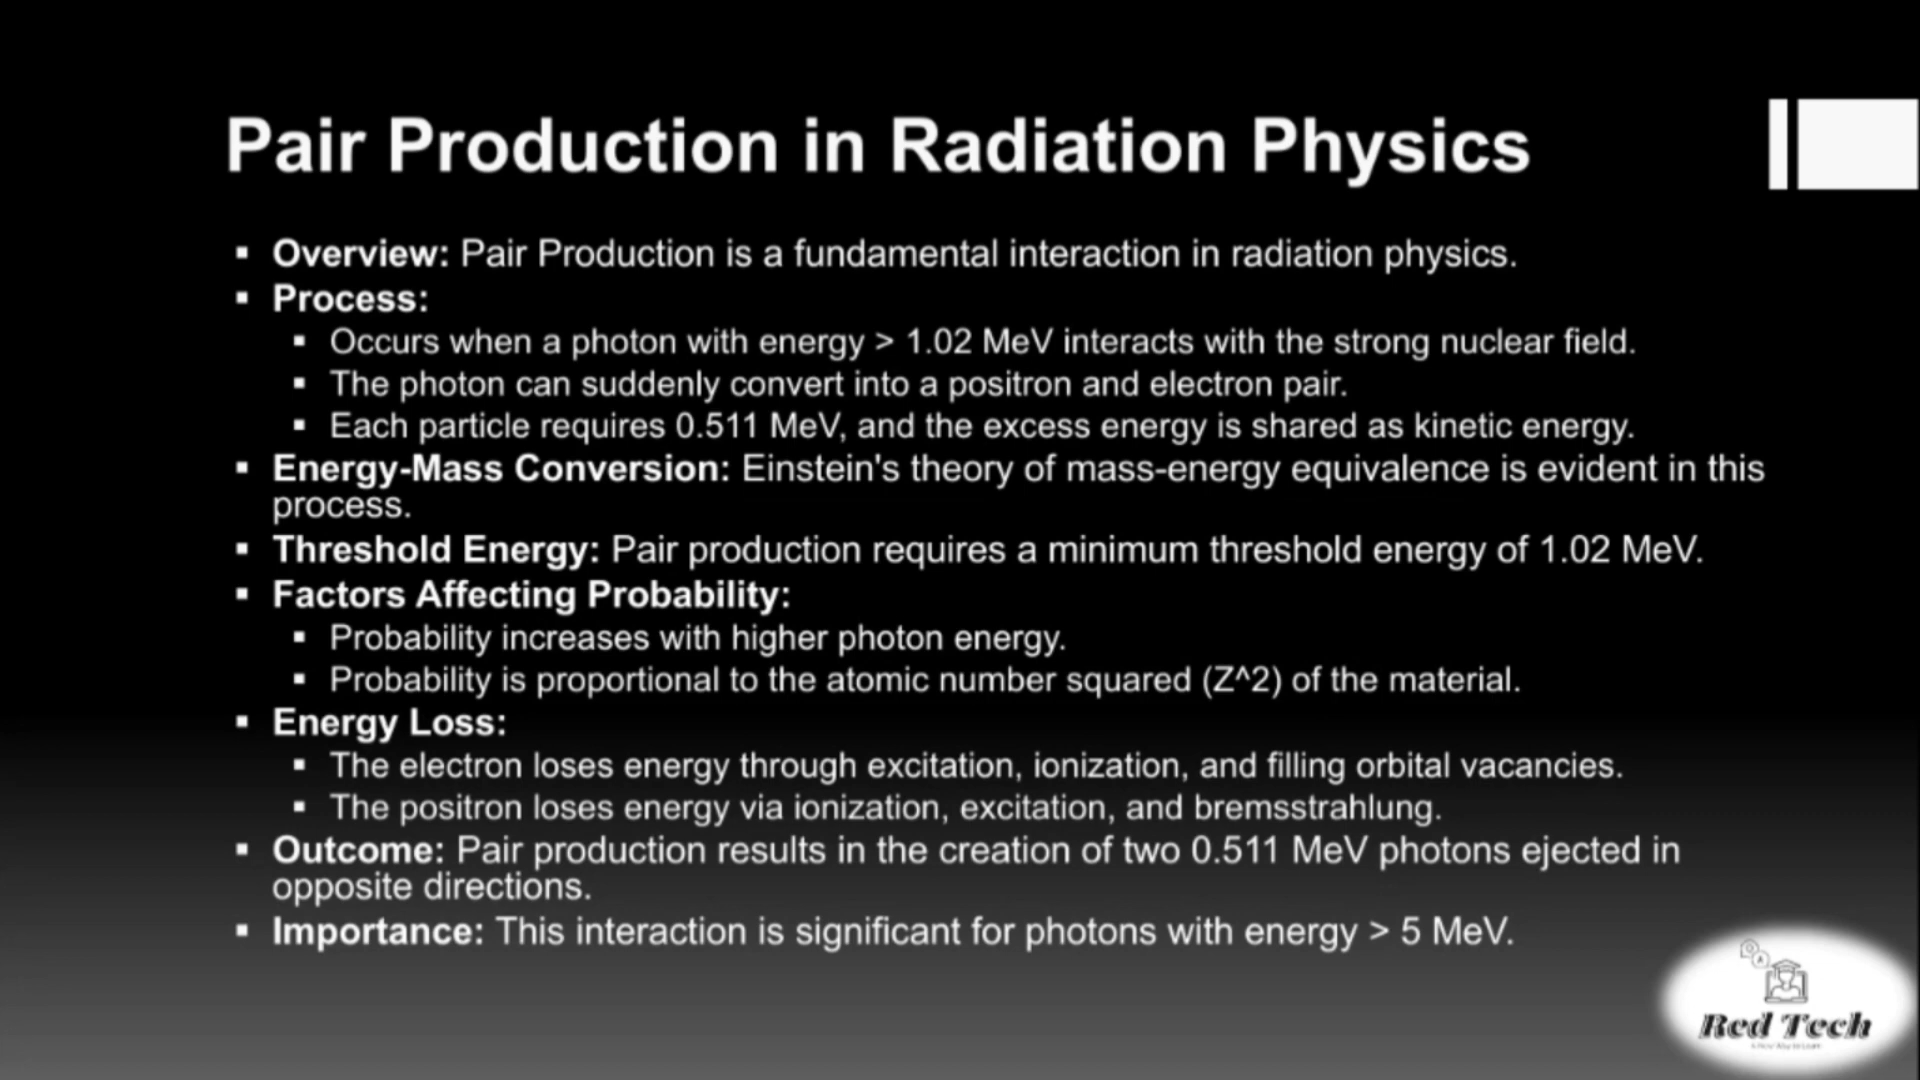 Pair Production in Radiation Physics
▪ Overview: Pair Production is a fundamental interaction in radiation physics.
▪ Process:
▪ Occurs when a photon with energy > 1.02 MeV interacts with the strong nuclear field.
▪ The photon can suddenly convert into a positron and electron pair.
▪ Each particle requires 0.511 MeV, and the excess energy is shared as kinetic energy.
▪ Energy-Mass Conversion: Einstein's theory of mass-energy equivalence is evident in this
process.
▪ Threshold Energy: Pair production requires a minimum threshold energy of 1.02 MeV.
▪ Factors Affecting Probability:
▪ Probability increases with higher photon energy.
▪ Probability is proportional to the atomic number squared (Z^2) of the material.
▪ Energy Loss:
▪ The electron loses energy through excitation, ionization, and filling orbital vacancies.
▪ The positron loses energy via ionization, excitation, and bremsstrahlung.
▪ Outcome: Pair production results in the creation of two 0.511 MeV photons ejected in
opposite directions.
▪ Importance: This interaction is significant for photons with energy > 5 MeV.
Red Tech